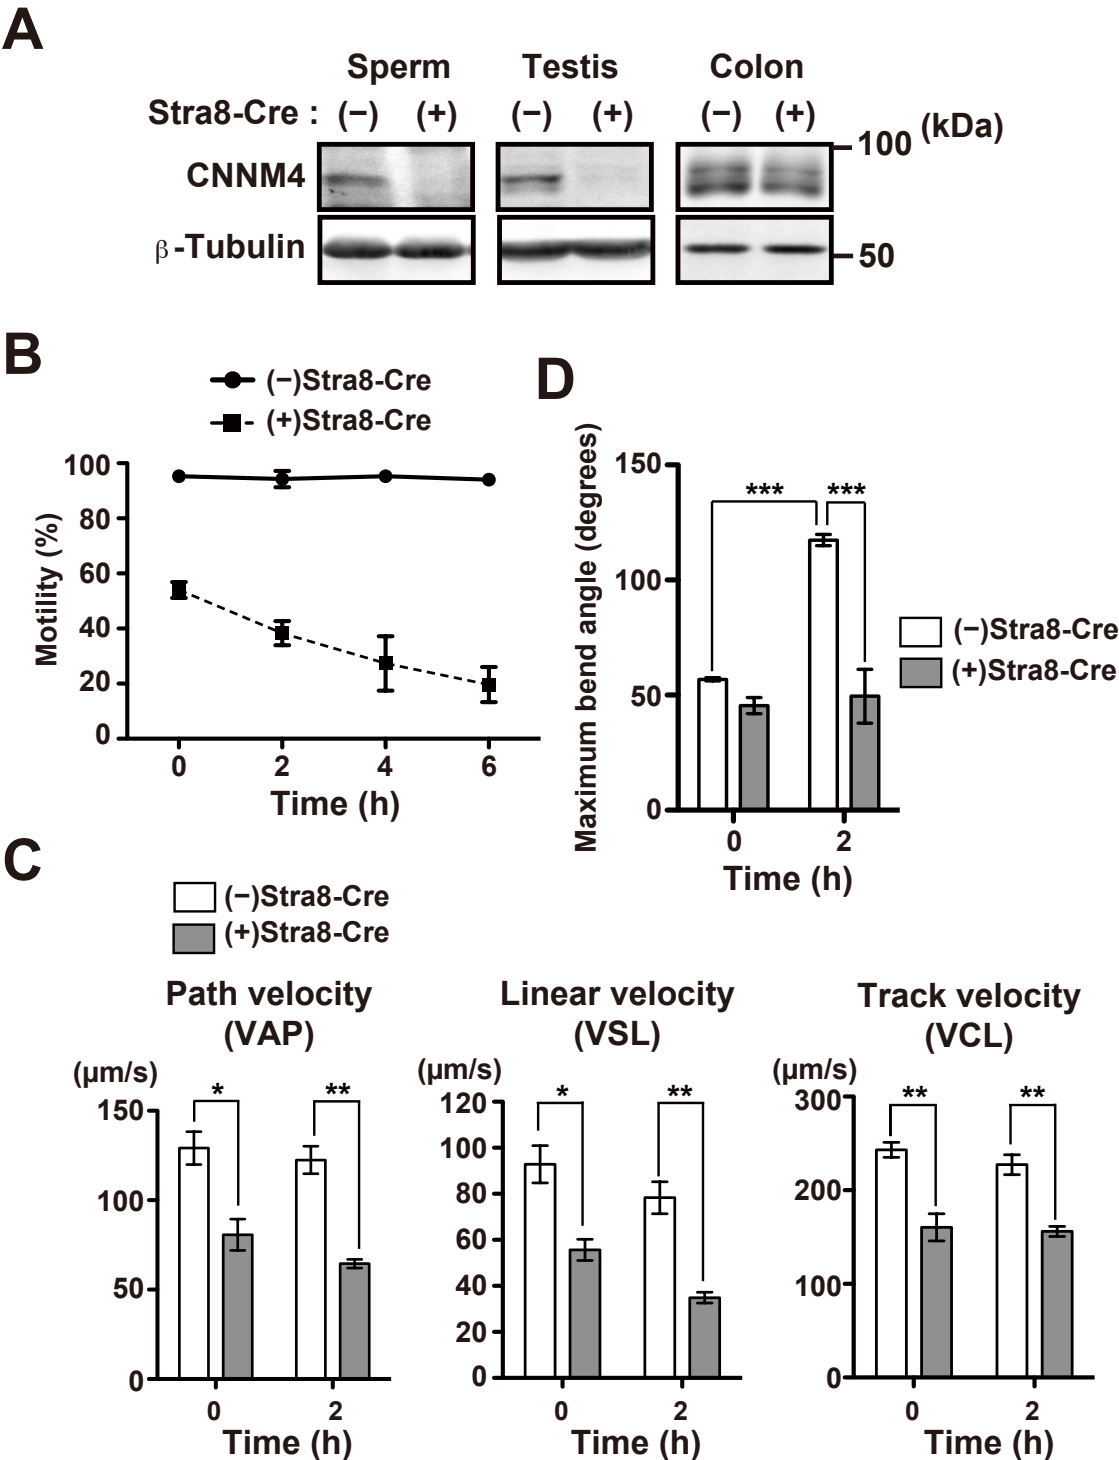 A
Sperm Testis Colon
Stra8-Cre : (−) (+) (−) (+) (−) (+) (kDa)
100
CNNM4
β-Tubulin
50
B
(−)Stra8-Cre
(+)Stra8-Cre
Motility (%)
100
80
60
40
20
0
0 2 4 6
Time (h)
D
Maximum bend angle (degrees)
150
100
50
0
*** ***
0 2
Time (h)
(−)Stra8-Cre
(+)Stra8-Cre
C
(−)Stra8-Cre
(+)Stra8-Cre
Path velocity
(VAP)
(µm/s)
150
100
50
0
* **
0 2
Time (h)
Linear velocity
(VSL)
(µm/s)
120
100
80
60
40
20
0
* **
0 2
Time (h)
Track velocity
(VCL)
(µm/s)
300
200
100
0
** **
0 2
Time (h)